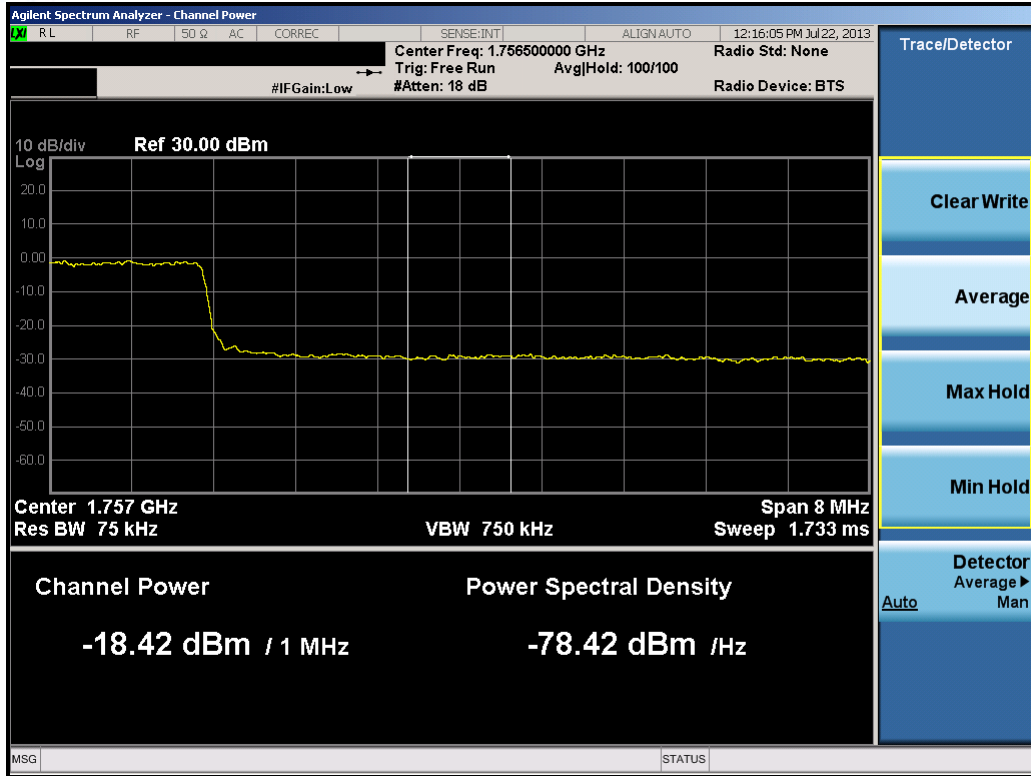 Agilent Spectrum Analyzer - Channel Power
LXI RL RF 50 Ω AC CORREC SENSE:INT ALIGN AUTO 12:16:05 PM Jul 22, 2013
Center Freq: 1.756500000 GHz Radio Std: None
Trig: Free Run Avg|Hold: 100/100
#IFGain:Low #Atten: 18 dB Radio Device: BTS
10 dB/div Ref 30.00 dBm
Log
20.0
10.0
0.00
-10.0
-20.0
-30.0
-40.0
-50.0
-60.0
Center 1.757 GHz Span 8 MHz
Res BW 75 kHz VBW 750 kHz Sweep 1.733 ms
Channel Power Power Spectral Density
-18.42 dBm / 1 MHz -78.42 dBm /Hz
MSG STATUS
Trace/Detector
Clear Write
Average
Max Hold
Min Hold
Detector
Average
Auto Man